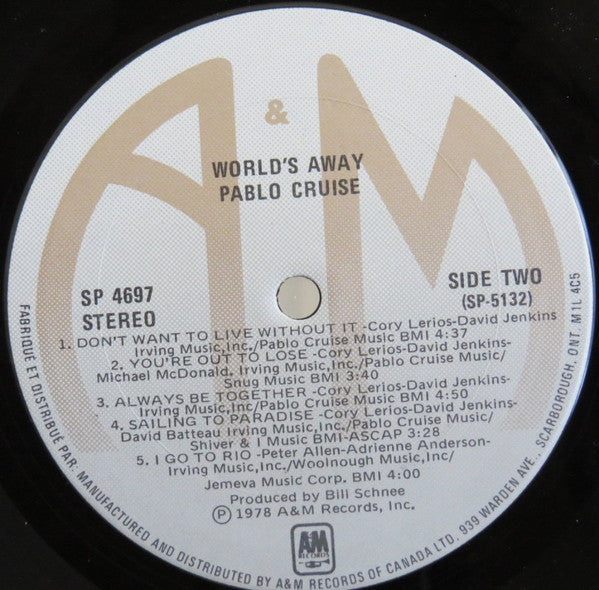 &
WORLD'S AWAY
PABLO CRUISE
SP 4697
STEREO
SIDE TWO
(SP-5132)
1. DON'T WANT TO LIVE WITHOUT IT -Cory Lerios-David Jenkins
Irving Music,Inc./Pablo Cruise Music BMI 4:37
2. YOU'RE OUT TO LOSE -Cory Lerios-David Jenkins-
Michael McDonald, Irving Music,Inc./Pablo Cruise Music/
Snug Music BMI 3:40
3. ALWAYS BE TOGETHER -Cory Lerios-David Jenkins-
Irving Music,Inc/Pablo Cruise Music BMI 4:50
4. SAILING TO PARADISE -Cory Lerios-David Jenkins-
David Batteau Irving Music,Inc./Pablo Cruise Music/
Shiver & I Music BMI-ASCAP 3:28
5. I GO TO RIO -Peter Allen-Adrienne Anderson-
Irving Music,Inc./Woolnough Music,Inc/
Jemeva Music Corp. BMI 4:00
Produced by Bill Schnee
Ⓟ 1978 A&M Records, Inc.
A&M
RECORDS
FABRIQUÉ ET DISTRIBUÉ PAR: MANUFACTURED AND DISTRIBUTED BY A&M RECORDS OF CANADA LTD. 939 WARDEN AVE., SCARBOROUGH, ONT. M1L 4C5